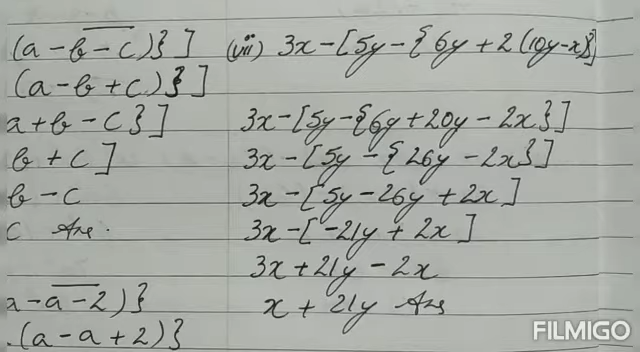 (a - b̅ ̅-̅ ̅c̅)}]
(a - b + c)}]
a + b - c}]
b + c]
b - c
c Ans.
a - a̅ ̅-̅ ̅2̅)}
(a - a + 2)}
(vii) 3x - [5y - {6y + 2(10y - x)}]
3x - [5y - {6y + 20y - 2x}]
3x - [5y - {26y - 2x}]
3x - [5y - 26y + 2x]
3x - [-21y + 2x]
3x + 21y - 2x
x + 21y Ans
FILMIGO